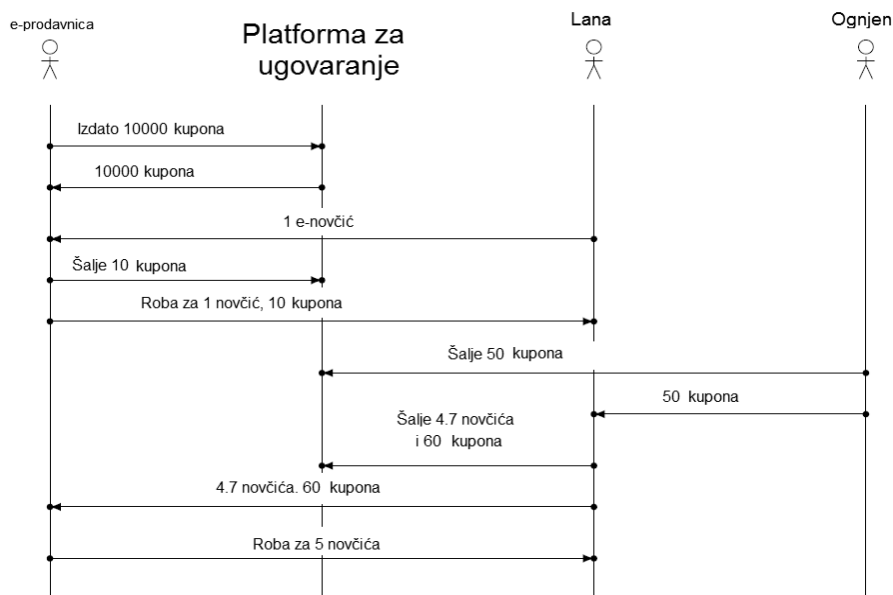 e-prodavnica
Platforma za
ugovaranje
Lana
Ognjen
Izdato 10000 kupona
10000 kupona
1 e-novčić
Šalje 10 kupona
Roba za 1 novčić, 10 kupona
Šalje 50 kupona
50 kupona
Šalje 4.7 novčića
i 60 kupona
4.7 novčića. 60 kupona
Roba za 5 novčića